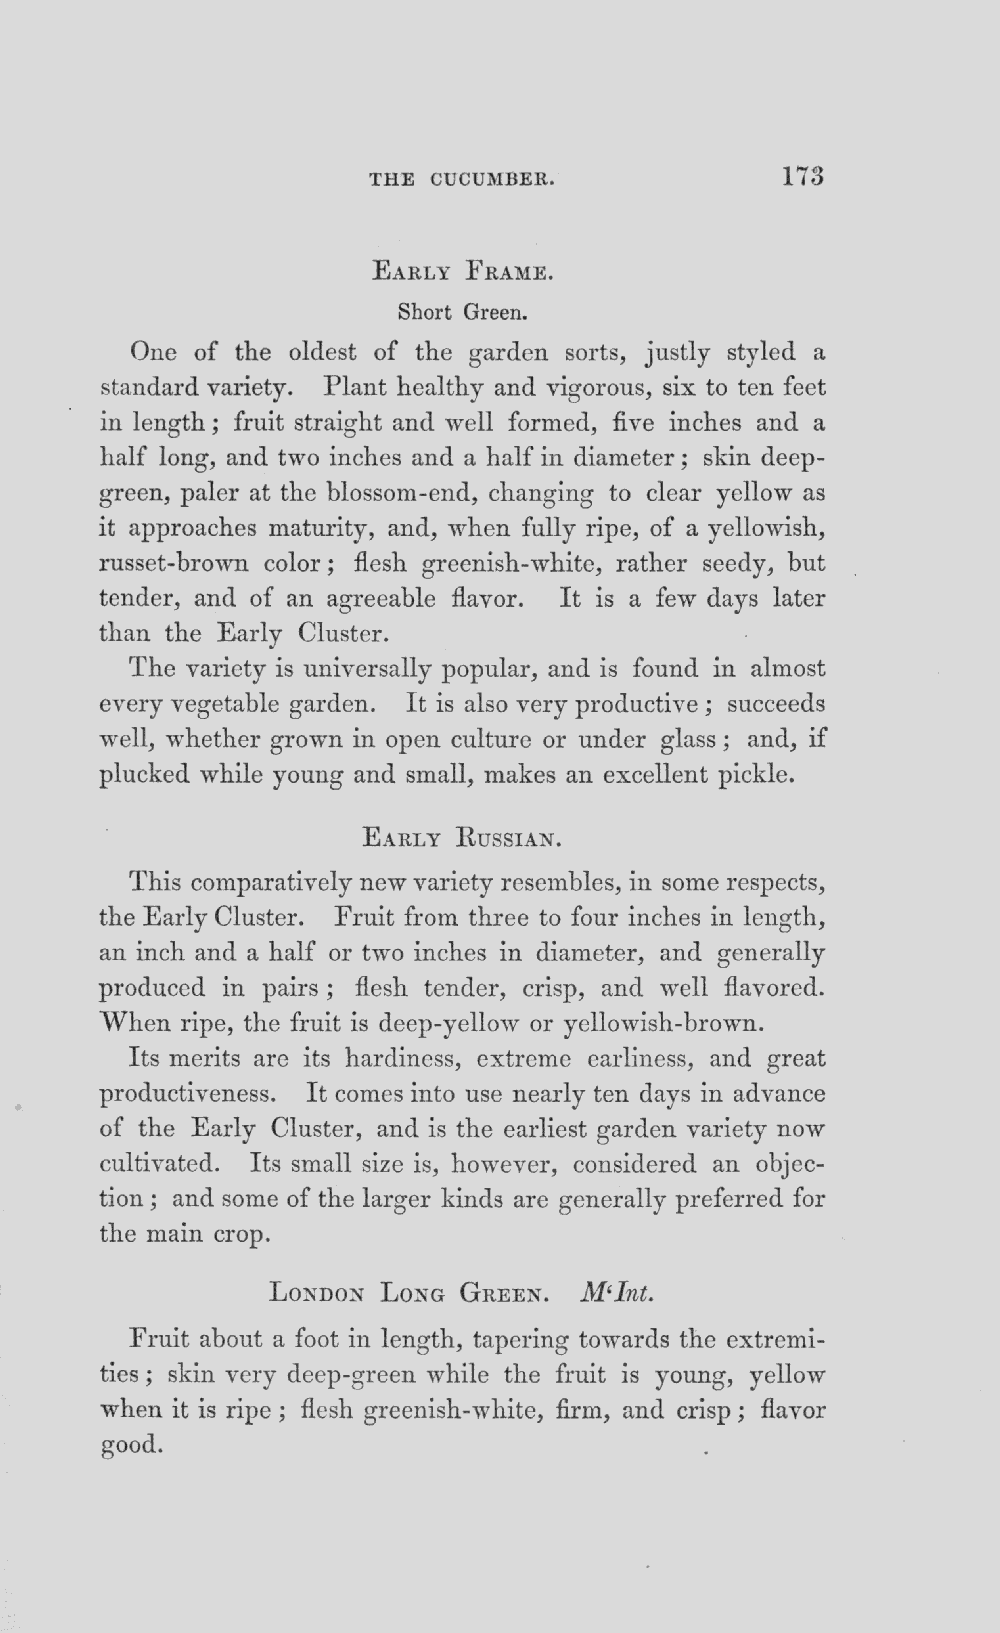 THE CUCUMBER. 173
EARLY FRAME.
Short Green.
One of the oldest of the garden sorts, justly styled a
standard variety. Plant healthy and vigorous, six to ten feet
in length; fruit straight and well formed, five inches and a
half long, and two inches and a half in diameter; skin deep-
green, paler at the blossom-end, changing to clear yellow as
it approaches maturity, and, when fully ripe, of a yellowish,
russet-brown color; flesh greenish-white, rather seedy, but
tender, and of an agreeable flavor. It is a few days later
than the Early Cluster.
The variety is universally popular, and is found in almost
every vegetable garden. It is also very productive; succeeds
well, whether grown in open culture or under glass; and, if
plucked while young and small, makes an excellent pickle.
EARLY RUSSIAN.
This comparatively new variety resembles, in some respects,
the Early Cluster. Fruit from three to four inches in length,
an inch and a half or two inches in diameter, and generally
produced in pairs; flesh tender, crisp, and well flavored.
When ripe, the fruit is deep-yellow or yellowish-brown.
Its merits are its hardiness, extreme earliness, and great
productiveness. It comes into use nearly ten days in advance
of the Early Cluster, and is the earliest garden variety now
cultivated. Its small size is, however, considered an objec-
tion; and some of the larger kinds are generally preferred for
the main crop.
LONDON LONG GREEN. M‘Int.
Fruit about a foot in length, tapering towards the extremi-
ties; skin very deep-green while the fruit is young, yellow
when it is ripe; flesh greenish-white, firm, and crisp; flavor
good.